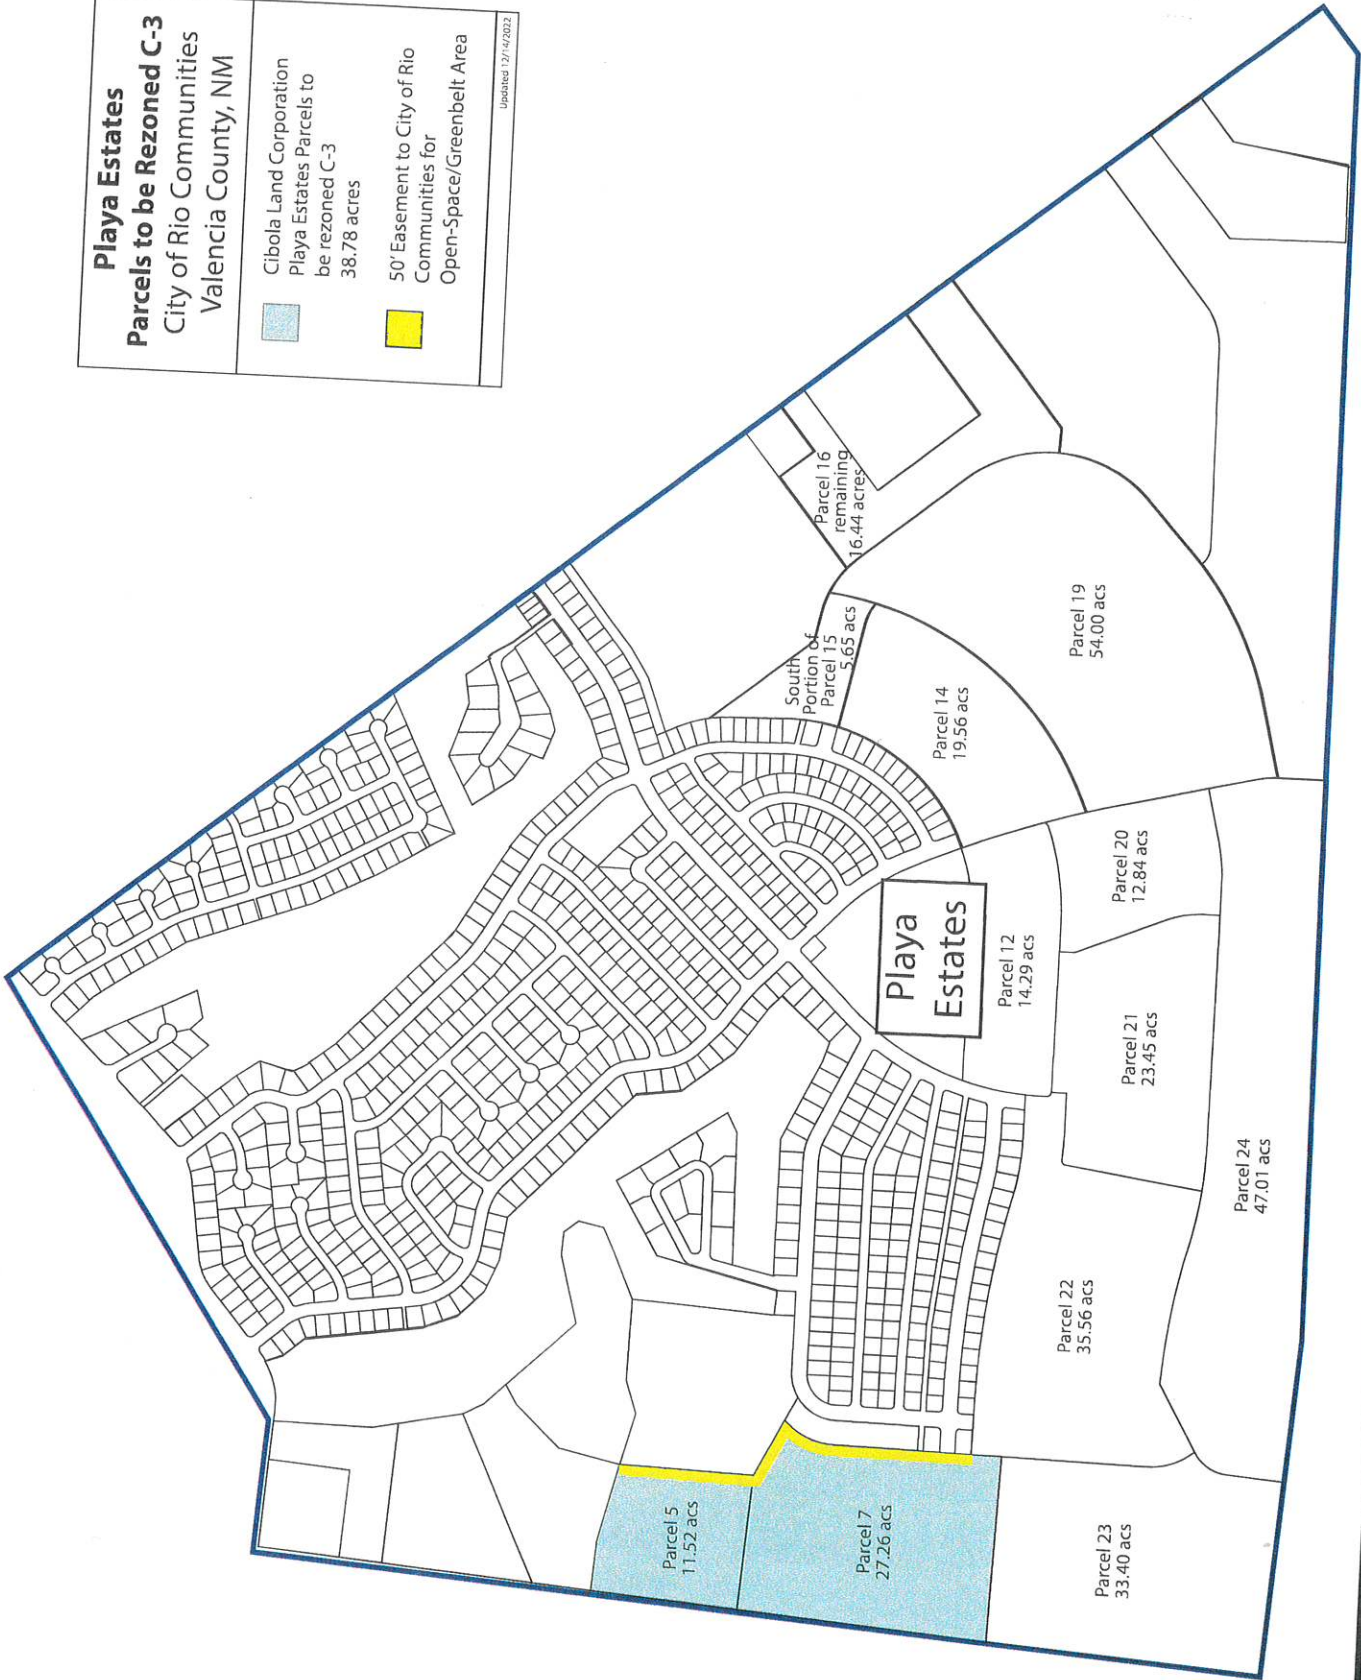 Playa Estates
Parcels to be Rezoned C-3
City of Rio Communities
Valencia County, NM
Cibola Land Corporation
Playa Estates Parcels to
be rezoned C-3
38.78 acres
50' Easement to City of Rio
Communities for
Open-Space/Greenbelt Area
Updated 12/14/2022
Parcel 16
remaining
16.44 acres
South
Portion of
Parcel 15
5.65 acs
Parcel 14
19.56 acs
Parcel 19
54.00 acs
Playa
Estates
Parcel 12
14.29 acs
Parcel 20
12.84 acs
Parcel 21
23.45 acs
Parcel 24
47.01 acs
Parcel 22
35.56 acs
Parcel 5
11.52 acs
Parcel 7
27.26 acs
Parcel 23
33.40 acs